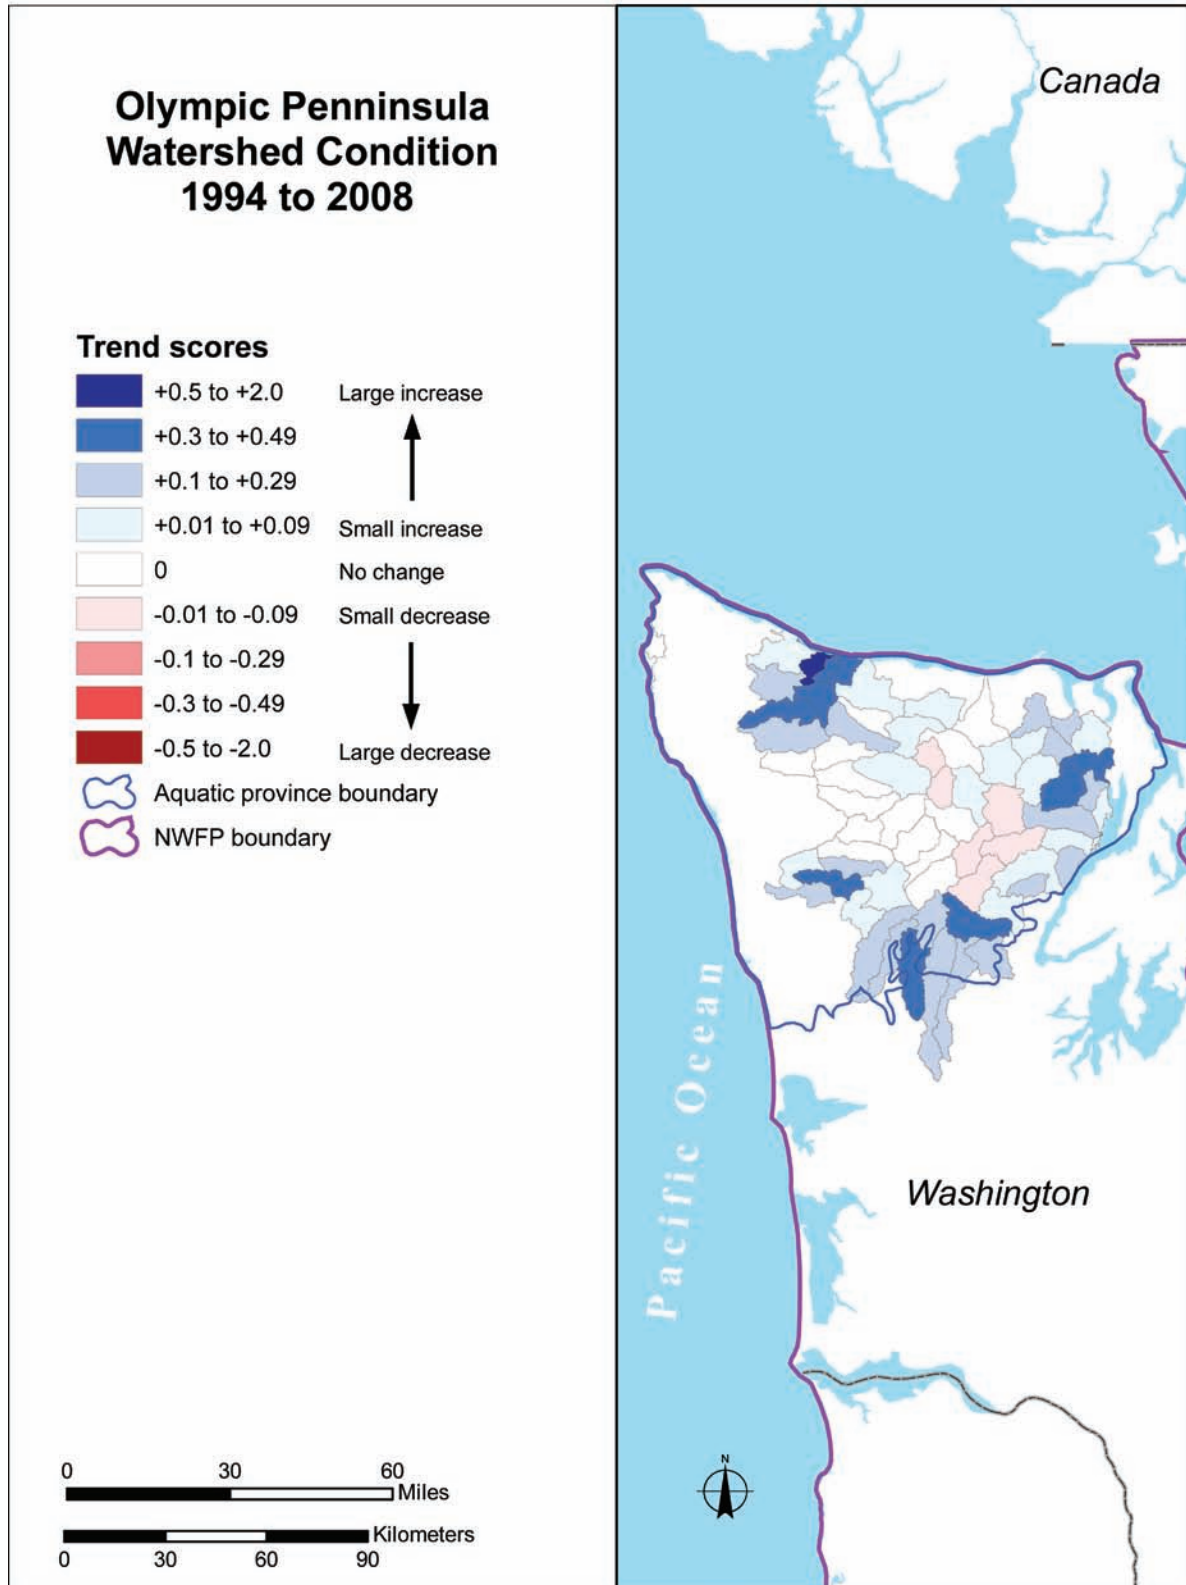 Olympic Penninsula
Watershed Condition
1994 to 2008
Trend scores
+0.5 to +2.0 Large increase
+0.3 to +0.49
+0.1 to +0.29
+0.01 to +0.09 Small increase
0 No change
-0.01 to -0.09 Small decrease
-0.1 to -0.29
-0.3 to -0.49
-0.5 to -2.0 Large decrease
Aquatic province boundary
NWFP boundary
0 30 60
Miles
Kilometers
0 30 60 90
Canada
Pacific Ocean
Washington
N